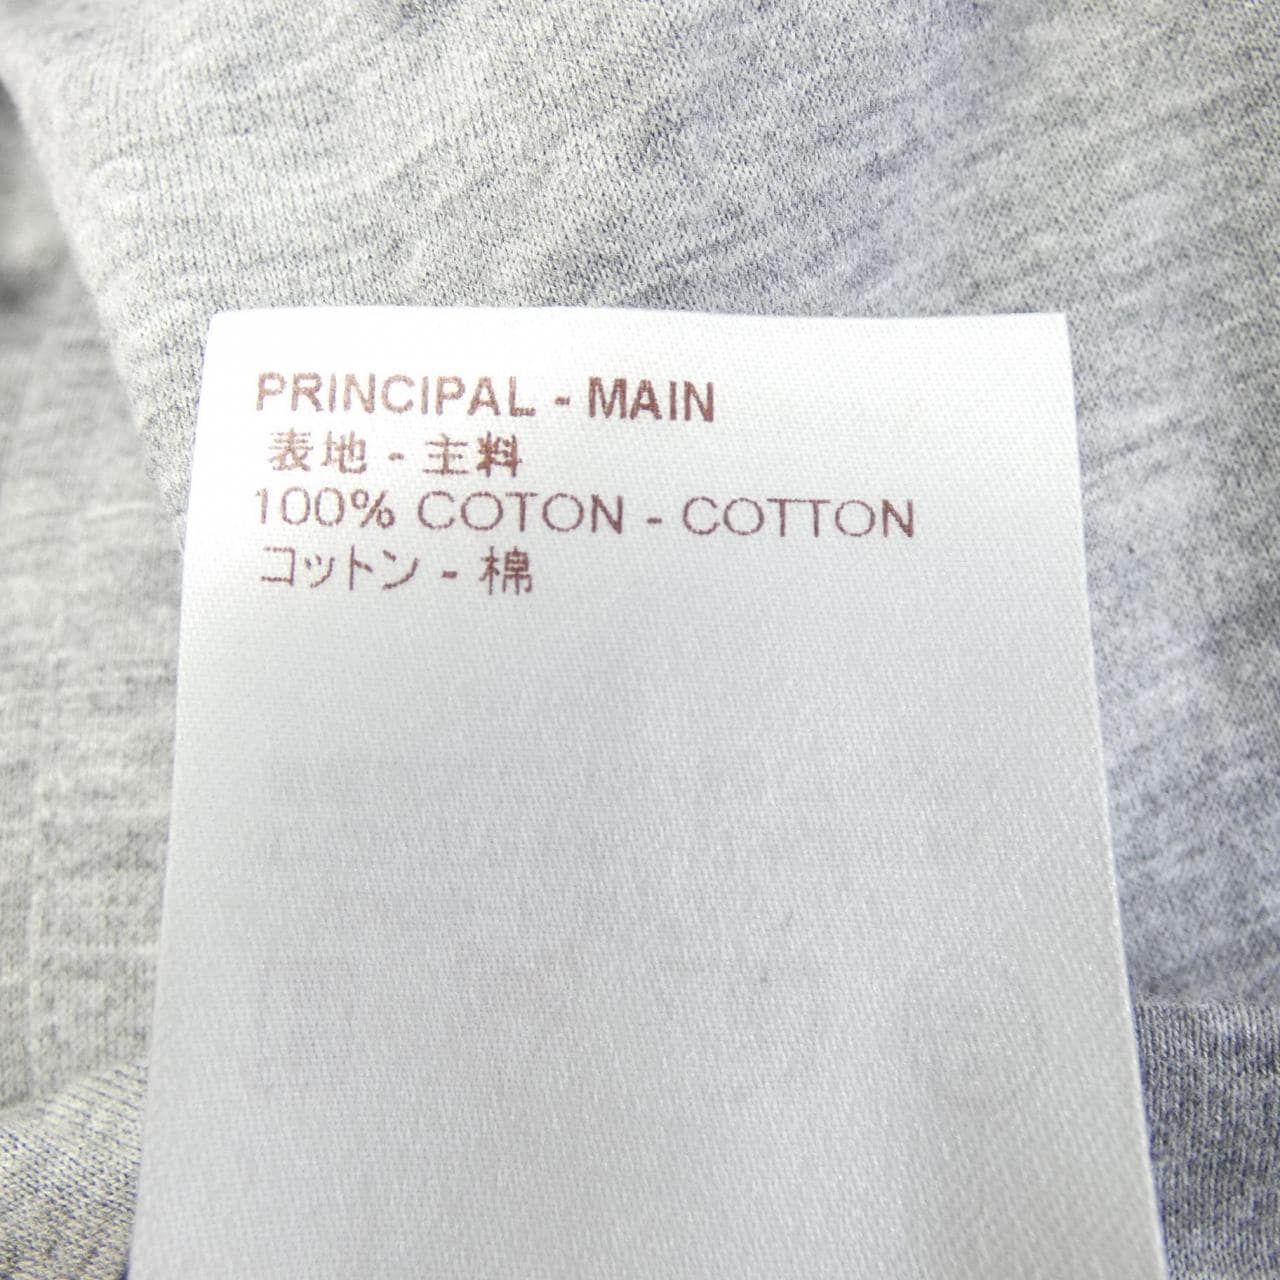 PRINCIPAL - MAIN
表地 - 主料
100% COTON - COTTON
コットン - 棉